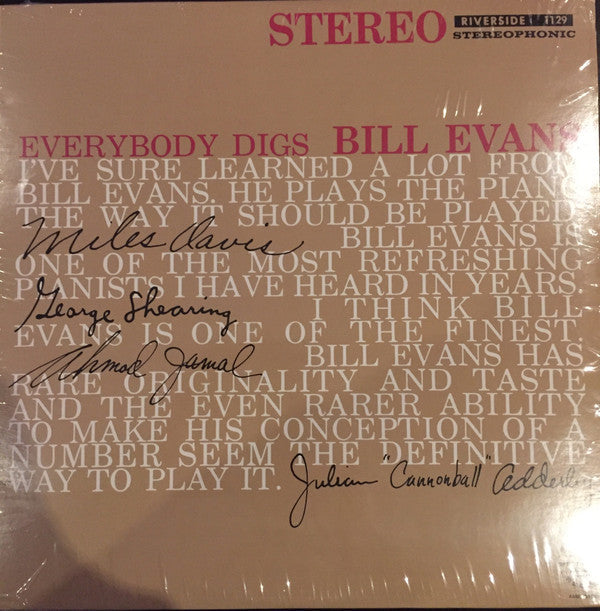 STEREO RIVERSIDE 1129
STEREOPHONIC
EVERYBODY DIGS BILL EVANS
I'VE SURE LEARNED A LOT FROM
BILL EVANS. HE PLAYS THE PIANO
THE WAY IT SHOULD BE PLAYED.
Miles Davis BILL EVANS IS
ONE OF THE MOST REFRESHING
PIANISTS I HAVE HEARD IN YEARS.
George Shearing I THINK BILL
EVANS IS ONE OF THE FINEST.
Ahmad Jamal BILL EVANS HAS
RARE ORIGINALITY AND TASTE
AND THE EVEN RARER ABILITY
TO MAKE HIS CONCEPTION OF A
NUMBER SEEM THE DEFINITIVE
WAY TO PLAY IT. Julian "Cannonball" Adderley